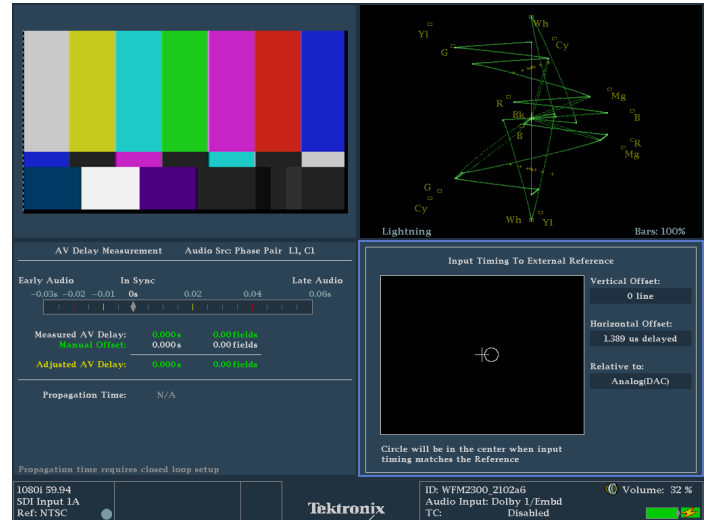 Wh
Yl
Cy
G
Mg
R
Bk
B
B
R
Mg
G
Cy
Wh
Yl
Lightning
Bars: 100%
AV Delay Measurement Audio Src: Phase Pair L1, C1
Early Audio In Sync Late Audio
-0.03s -0.02 -0.01 0s 0.02 0.04 0.06s
Measured AV Delay: 0.000 s 0.00 fields
Manual Offset: 0.000 s 0.00 fields
Adjusted AV Delay: 0.000 s 0.00 fields
Propagation Time: N/A
Propagation time requires closed loop setup
Input Timing To External Reference
Vertical Offset:
0 line
Horizontal Offset:
1.389 us delayed
Relative to:
Analog(DAC)
Circle will be in the center when input
timing matches the Reference
1080i 59.94
SDI Input 1A
Ref: NTSC
Tektronix
ID: WFM2300_2102a6
Audio Input: Dolby 1/Embd
TC: Disabled
Volume: 32 %